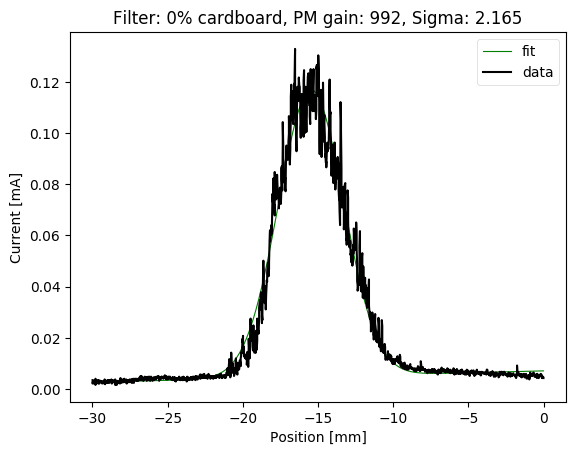 Filter: 0% cardboard, PM gain: 992, Sigma: 2.165
fit
data
0.12
0.10
0.08
0.06
0.04
0.02
0.00
Current [mA]
−30
−25
−20
−15
−10
−5
0
Position [mm]